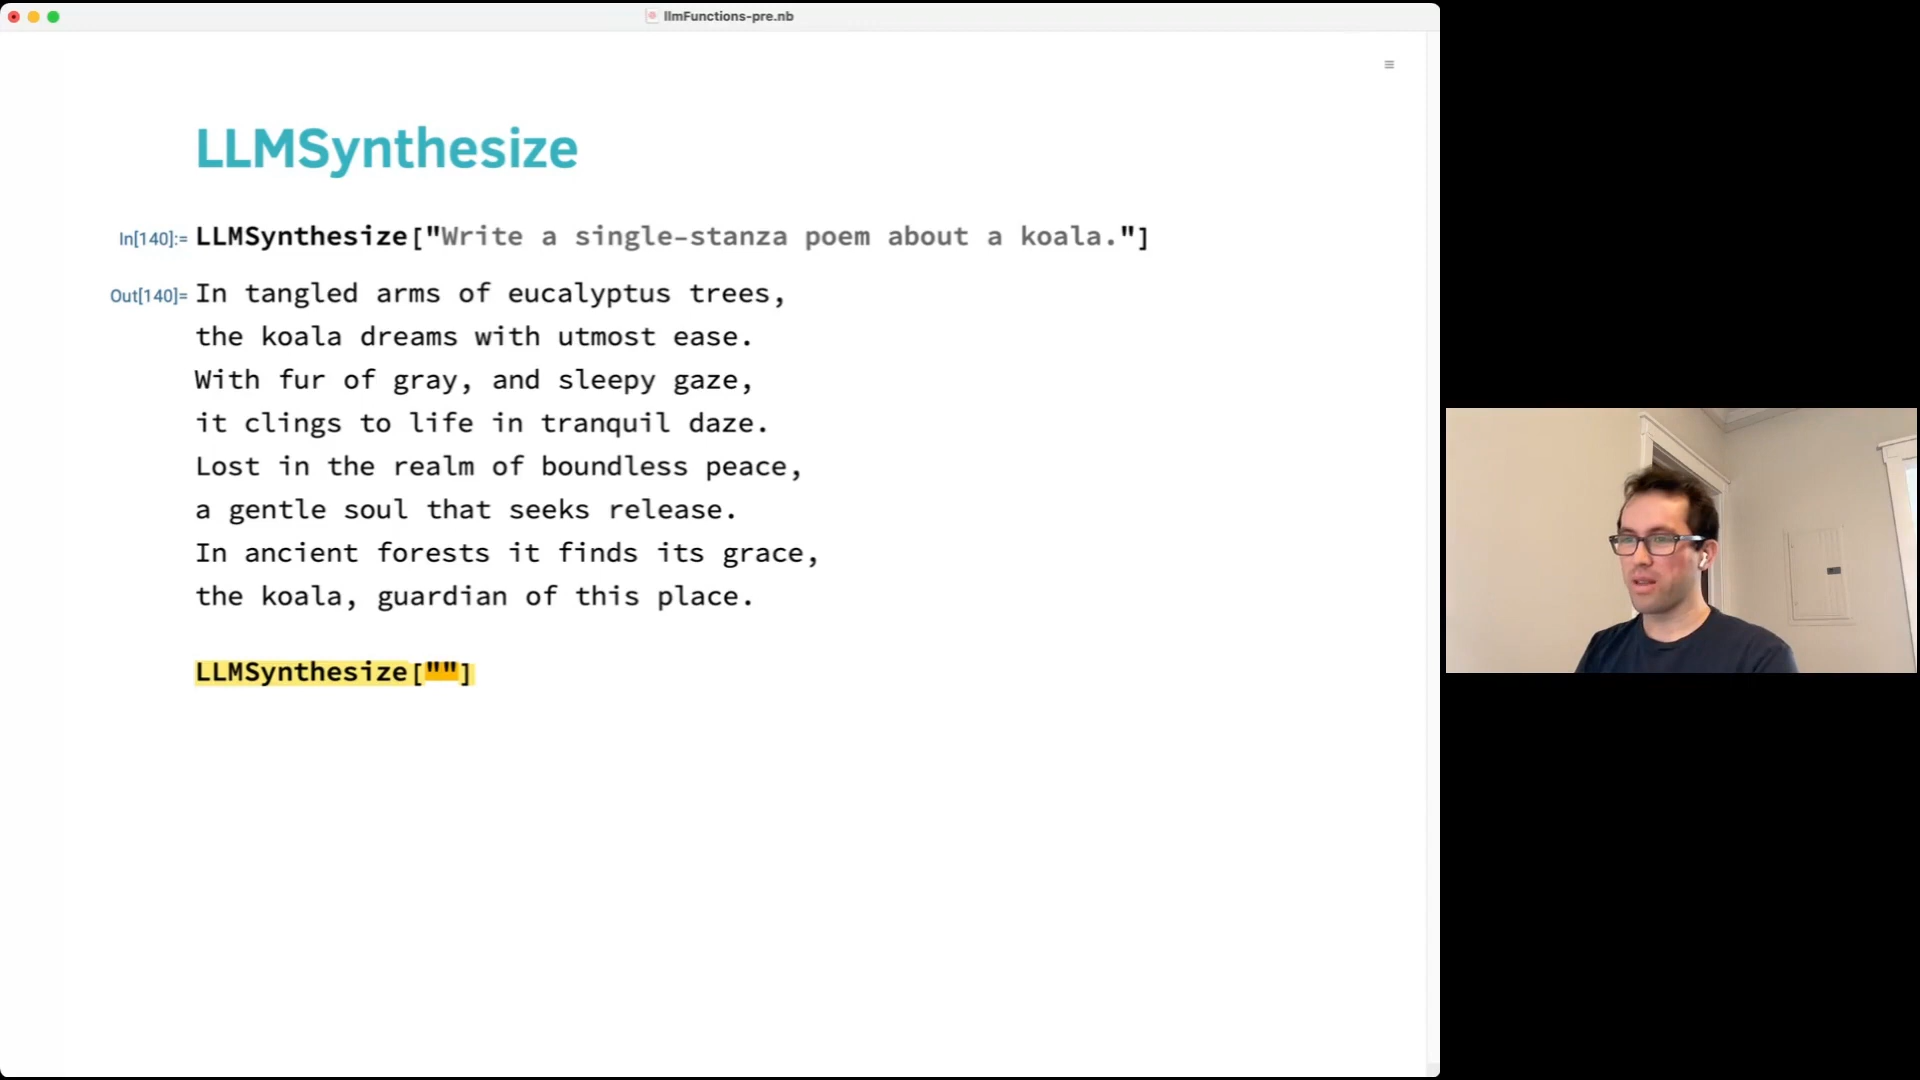 llmFunctions-pre.nb
LLMSynthesize
In[140]:= LLMSynthesize["Write a single-stanza poem about a koala."]
Out[140]= In tangled arms of eucalyptus trees,
the koala dreams with utmost ease.
With fur of gray, and sleepy gaze,
it clings to life in tranquil daze.
Lost in the realm of boundless peace,
a gentle soul that seeks release.
In ancient forests it finds its grace,
the koala, guardian of this place.
LLMSynthesize[""]